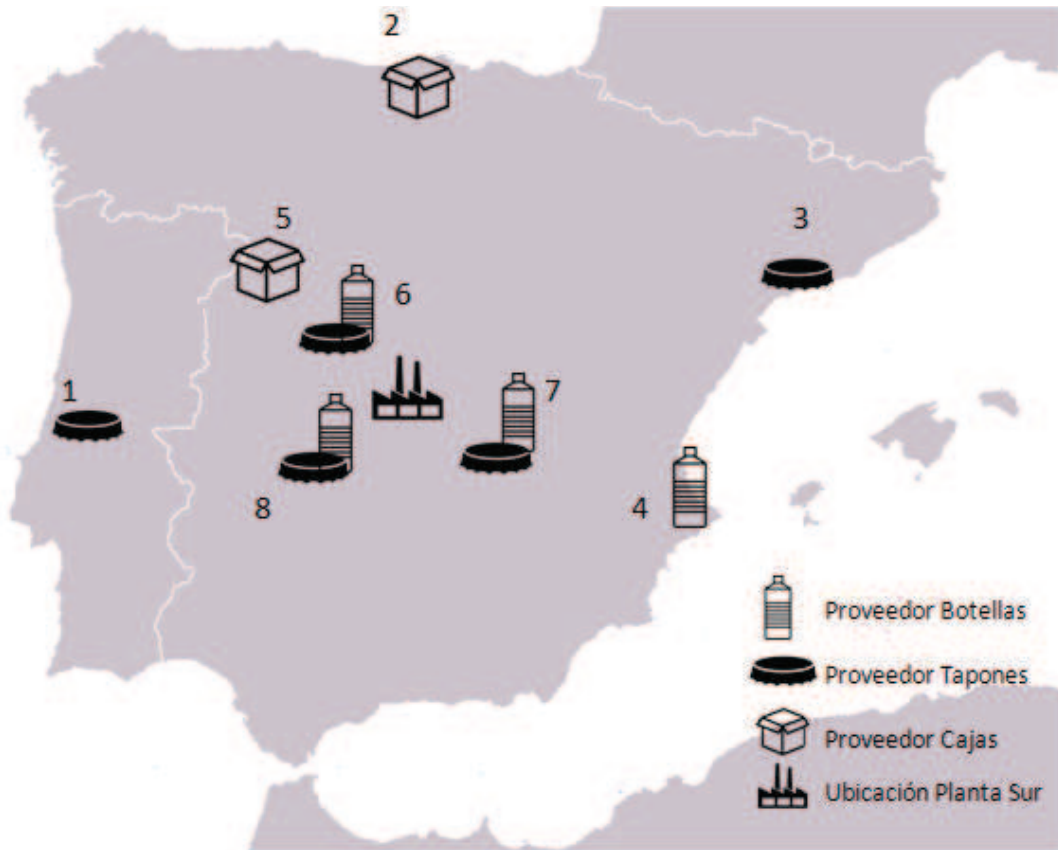 2
5
3
6
1
7
8
4
Proveedor Botellas
Proveedor Tapones
Proveedor Cajas
Ubicación Planta Sur